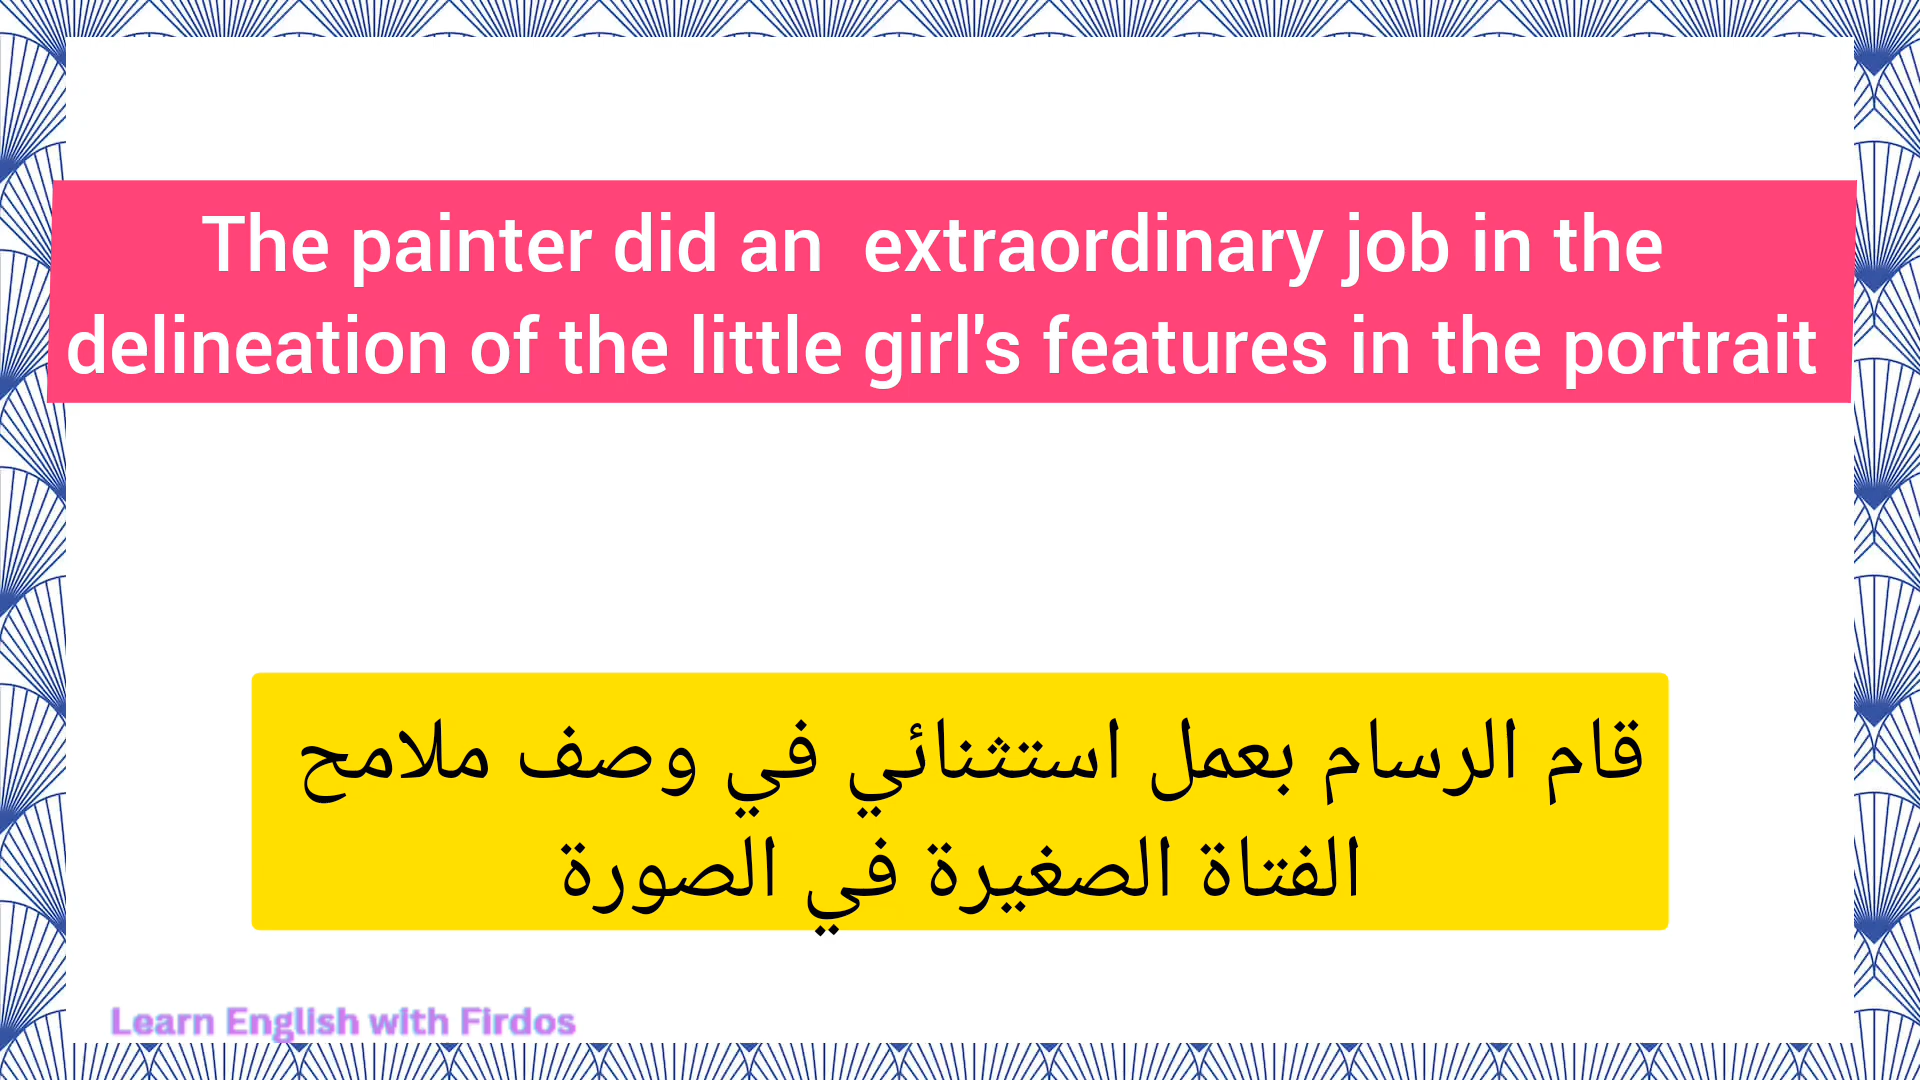 The painter did an  extraordinary job in the
delineation of the little girl's features in the portrait
قام الرسام بعمل استثنائي في وصف ملامح
الفتاة الصغيرة في الصورة
Learn English with Firdos